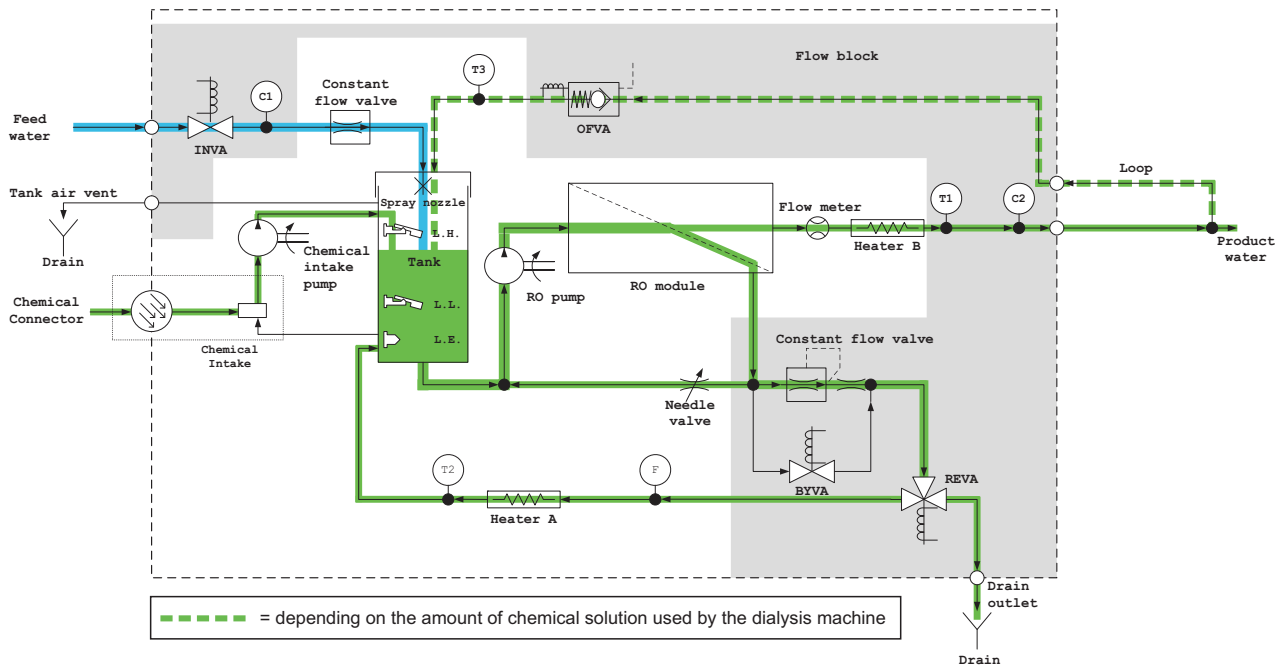 Flow block
T3
Constant
flow valve
C1
OFVA
Feed
water
INVA
Loop
Tank air vent
Spray nozzle
T1
C2
Flow meter
L.H.
Heater B
Product
water
Drain
Chemical
intake
pump
Tank
RO pump
RO module
Chemical
Connector
L.L.
L.E.
Chemical
Intake
Constant flow valve
Needle
valve
T2
F
BYVA
REVA
Heater A
Drain
outlet
= depending on the amount of chemical solution used by the dialysis machine
Drain